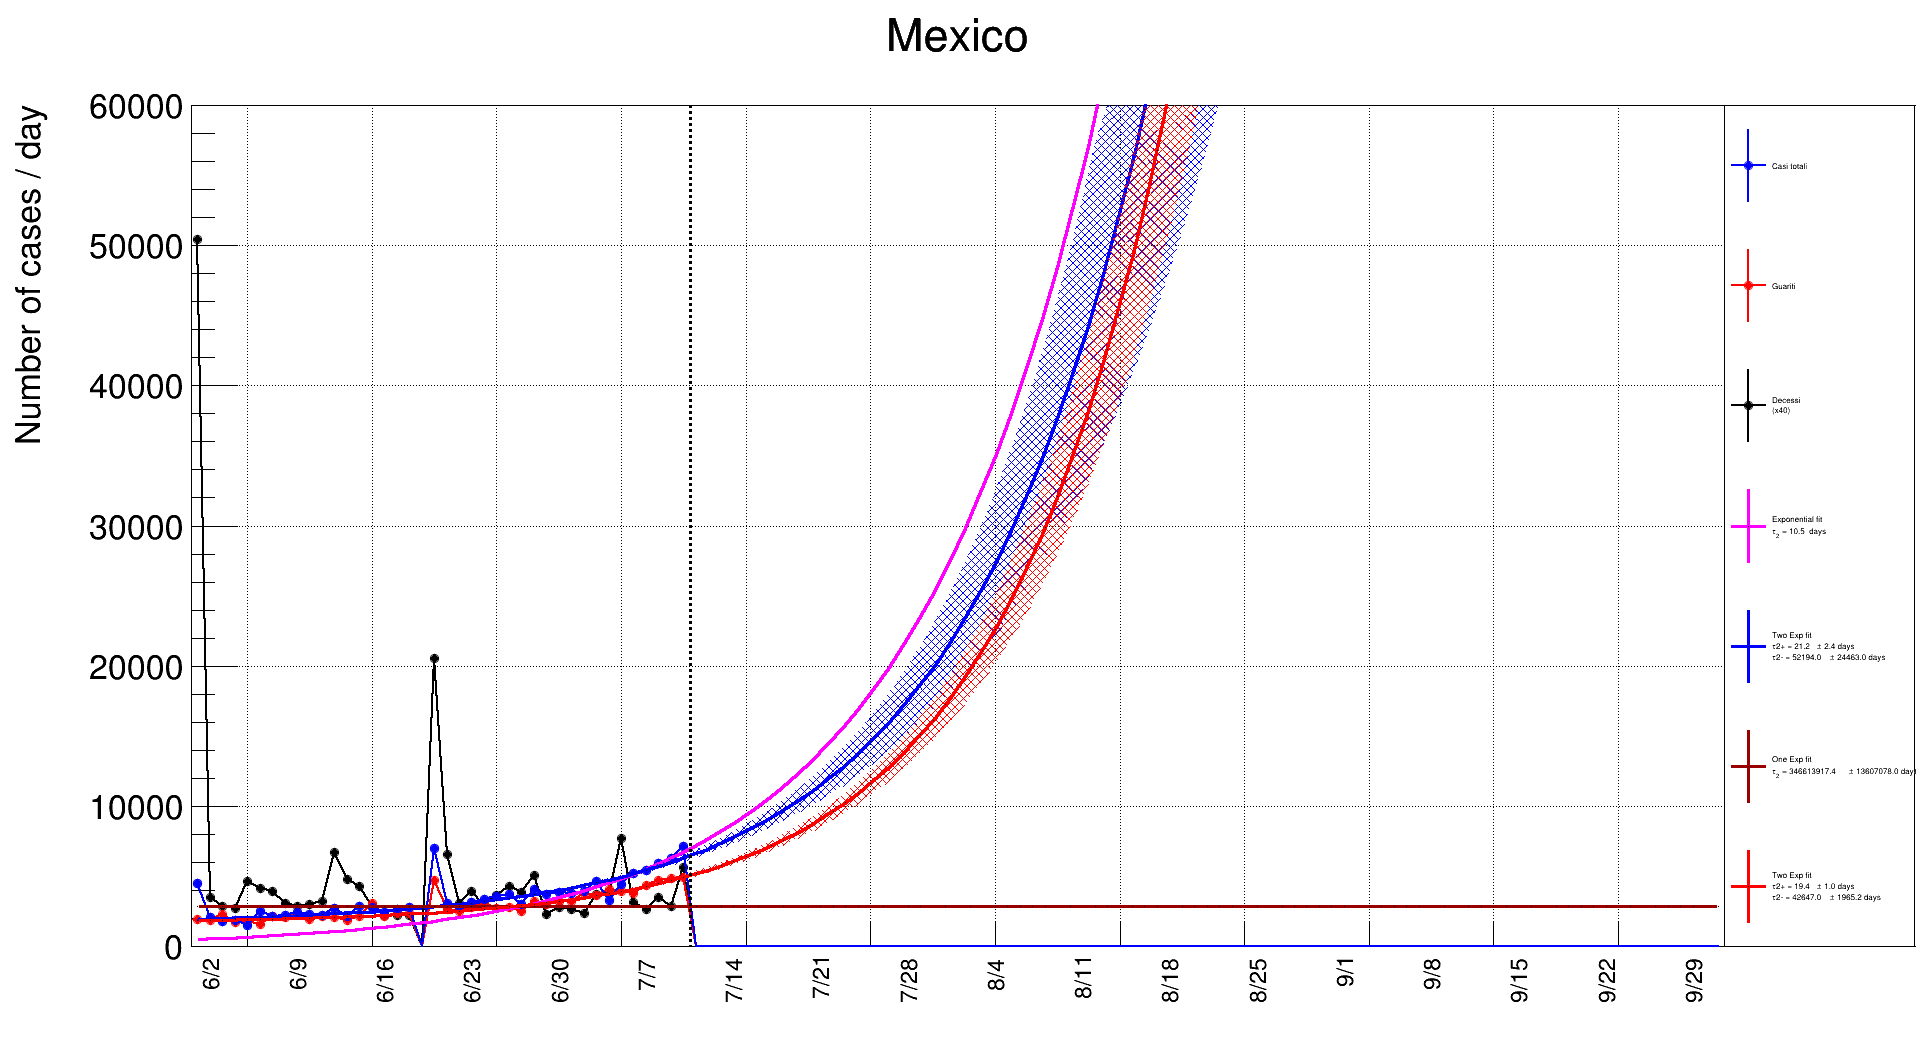 Mexico
Number of cases / day
60000
50000
40000
30000
20000
10000
0
6/2
6/9
6/16
6/23
6/30
7/7
7/14
7/21
7/28
8/4
8/11
8/18
8/25
9/1
9/8
9/15
9/22
9/29
Casi totali
Guariti
Decessi
(x40)
Exponential fit
τ2 = 10.5 days
Two Exp fit
τ2+ = 21.2 ± 2.4 days
τ2- = 52194.0 ± 24463.0 days
One Exp fit
τ2 = 346613917.4 ± 13607078.0 days
Two Exp fit
τ2+ = 19.4 ± 1.0 days
τ2- = 42647.0 ± 1965.2 days